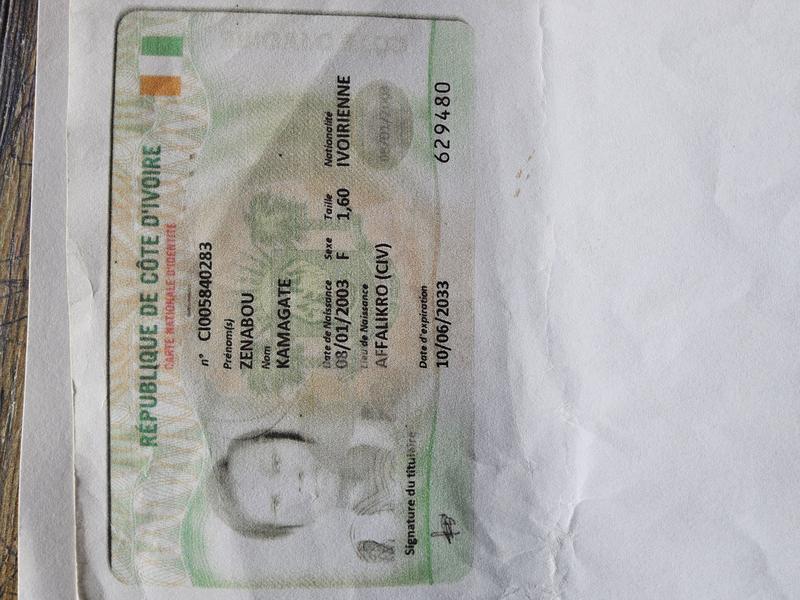 RÉPUBLIQUE DE CÔTE D'IVOIRE
CARTE NATIONALE D'IDENTITÉ
n° CI005840283
Prénom(s)
ZENABOU
Nom
KAMAGATE
Date de Naissance Sexe Taille Nationalité
08/01/2003 F 1,60 IVOIRIENNE
Lieu de Naissance
AFFALIKRO (CIV)
Signature du titulaire
Date d'expiration
10/06/2033
629480